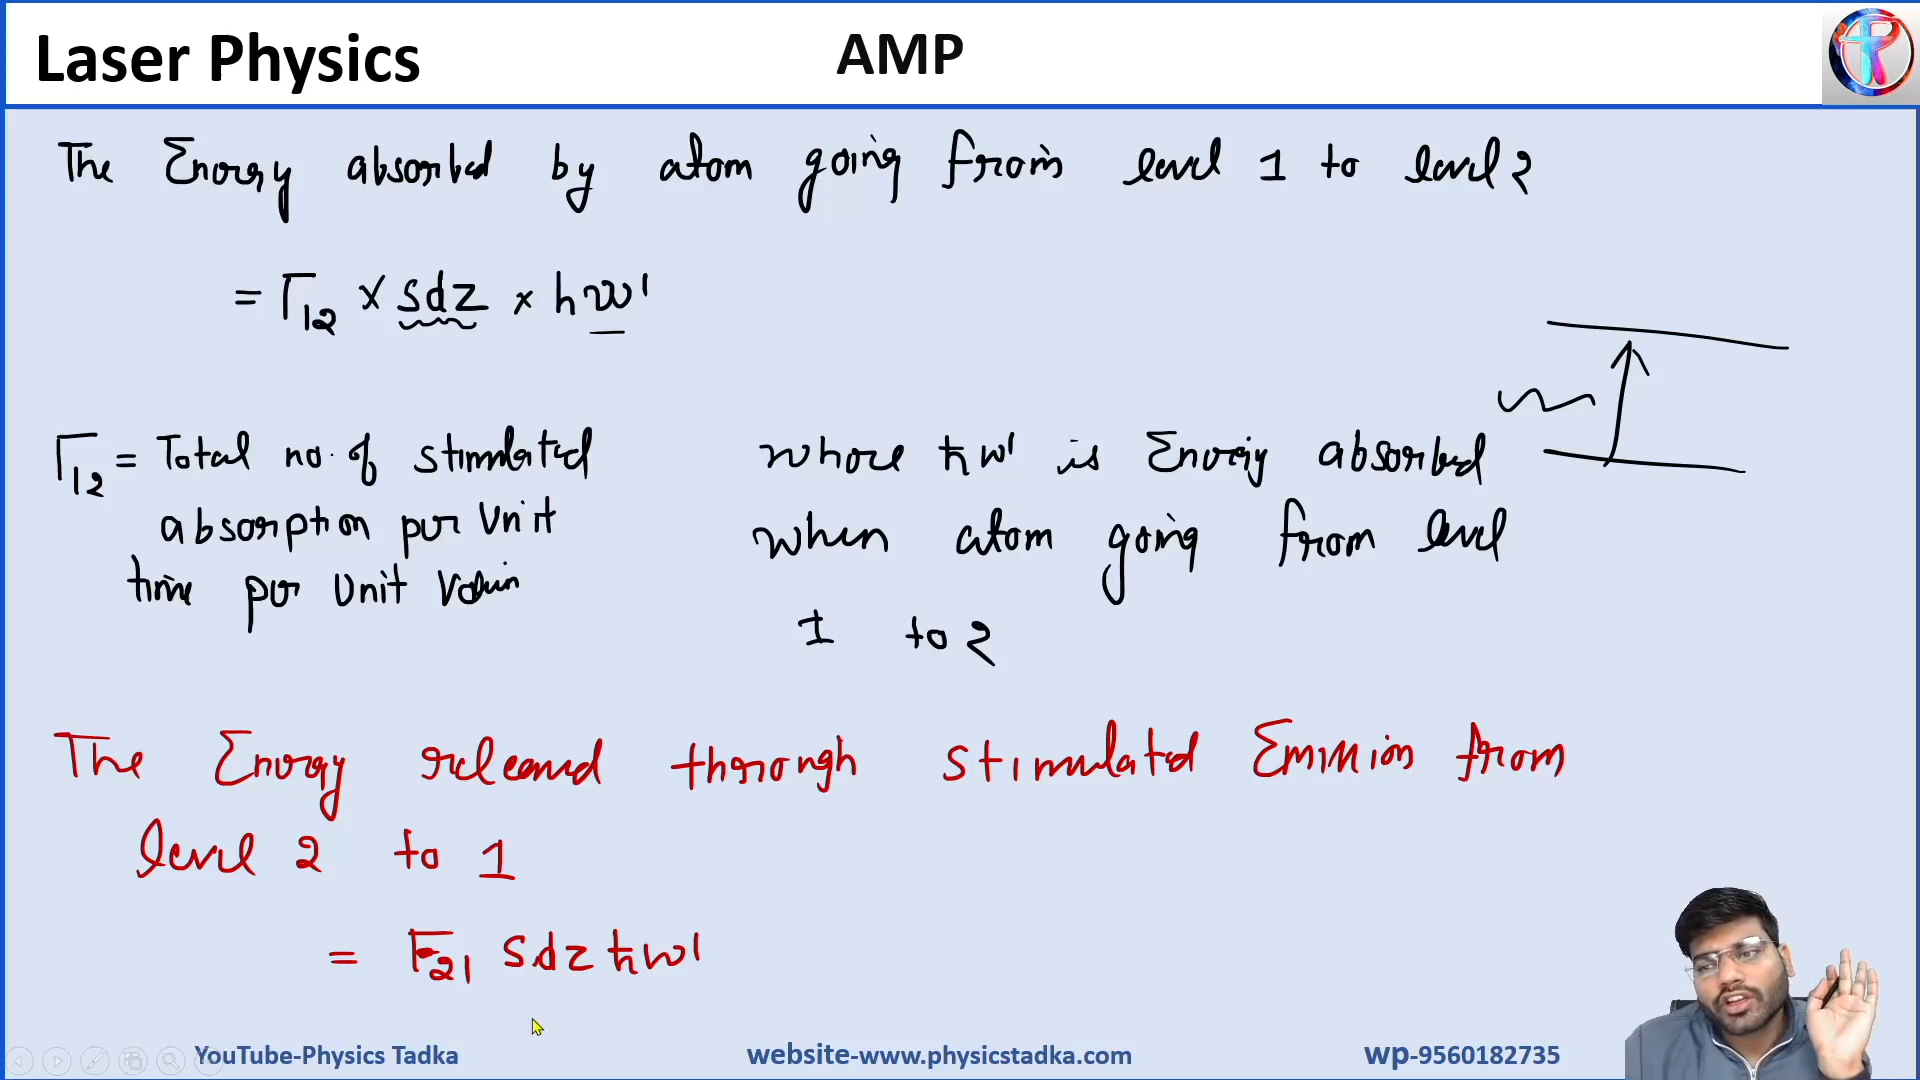 Laser Physics
AMP
The Energy absorbed by atom going from level 1 to level 2
= Γ12 × sdz × hω'
Γ12 = Total no. of stimulated
absorption per unit
time per unit volum
where ħω' is Energy absorbed
when atom going from level
1 to 2
The Energy released through stimulated Emission from
level 2 to 1
= Γ21 Sdz ħω'
YouTube-Physics Tadka
website-www.physicstadka.com
wp-9560182735